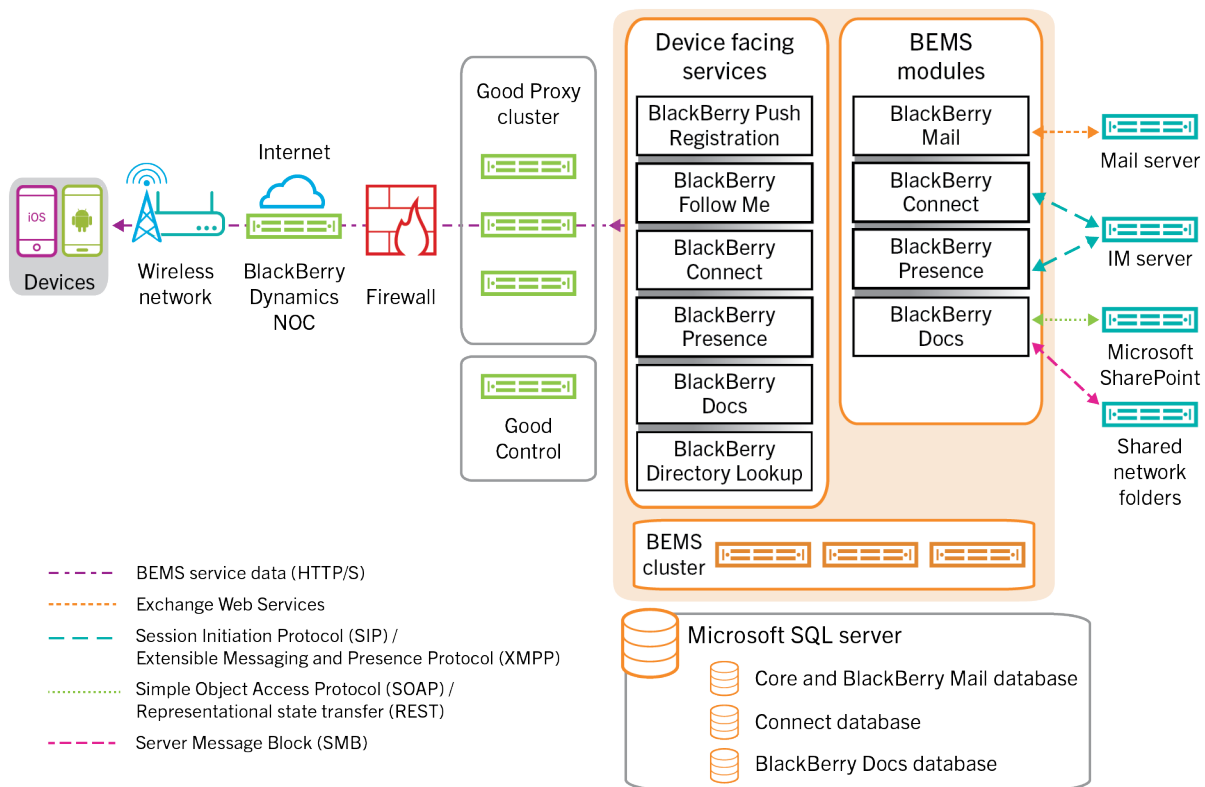 Devices
iOS
Wireless
network
Internet
BlackBerry
Dynamics
NOC
Firewall
Good Proxy
cluster
Good
Control
Device facing
services
BlackBerry Push
Registration
BlackBerry
Follow Me
BlackBerry
Connect
BlackBerry
Presence
BlackBerry
Docs
BlackBerry
Directory Lookup
BEMS
modules
BlackBerry
Mail
BlackBerry
Connect
BlackBerry
Presence
BlackBerry
Docs
Mail server
IM server
Microsoft
SharePoint
Shared
network
folders
BEMS
cluster
BEMS service data (HTTP/S)
Exchange Web Services
Session Initiation Protocol (SIP) /
Extensible Messaging and Presence Protocol (XMPP)
Simple Object Access Protocol (SOAP) /
Representational state transfer (REST)
Server Message Block (SMB)
Microsoft SQL server
Core and BlackBerry Mail database
Connect database
BlackBerry Docs database